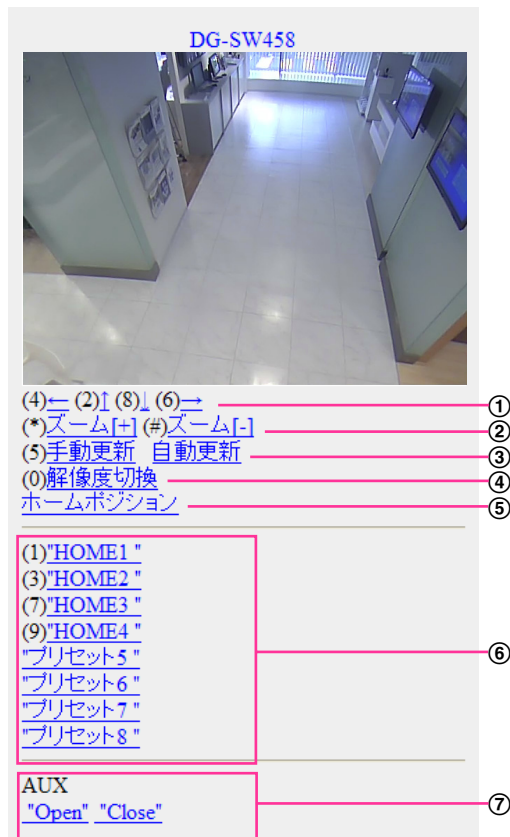 DG-SW458
(4)← (2)↑ (8)↓ (6)→ ①
(*)ズーム[+] (#)ズーム[-] ②
(5)手動更新 自動更新 ③
(0)解像度切換 ④
ホームポジション ⑤
(1)"HOME1 "
(3)"HOME2 "
(7)"HOME3 "
(9)"HOME4 "
"プリセット5 " ⑥
"プリセット6 "
"プリセット7 "
"プリセット8 "
AUX
"Open" "Close" ⑦